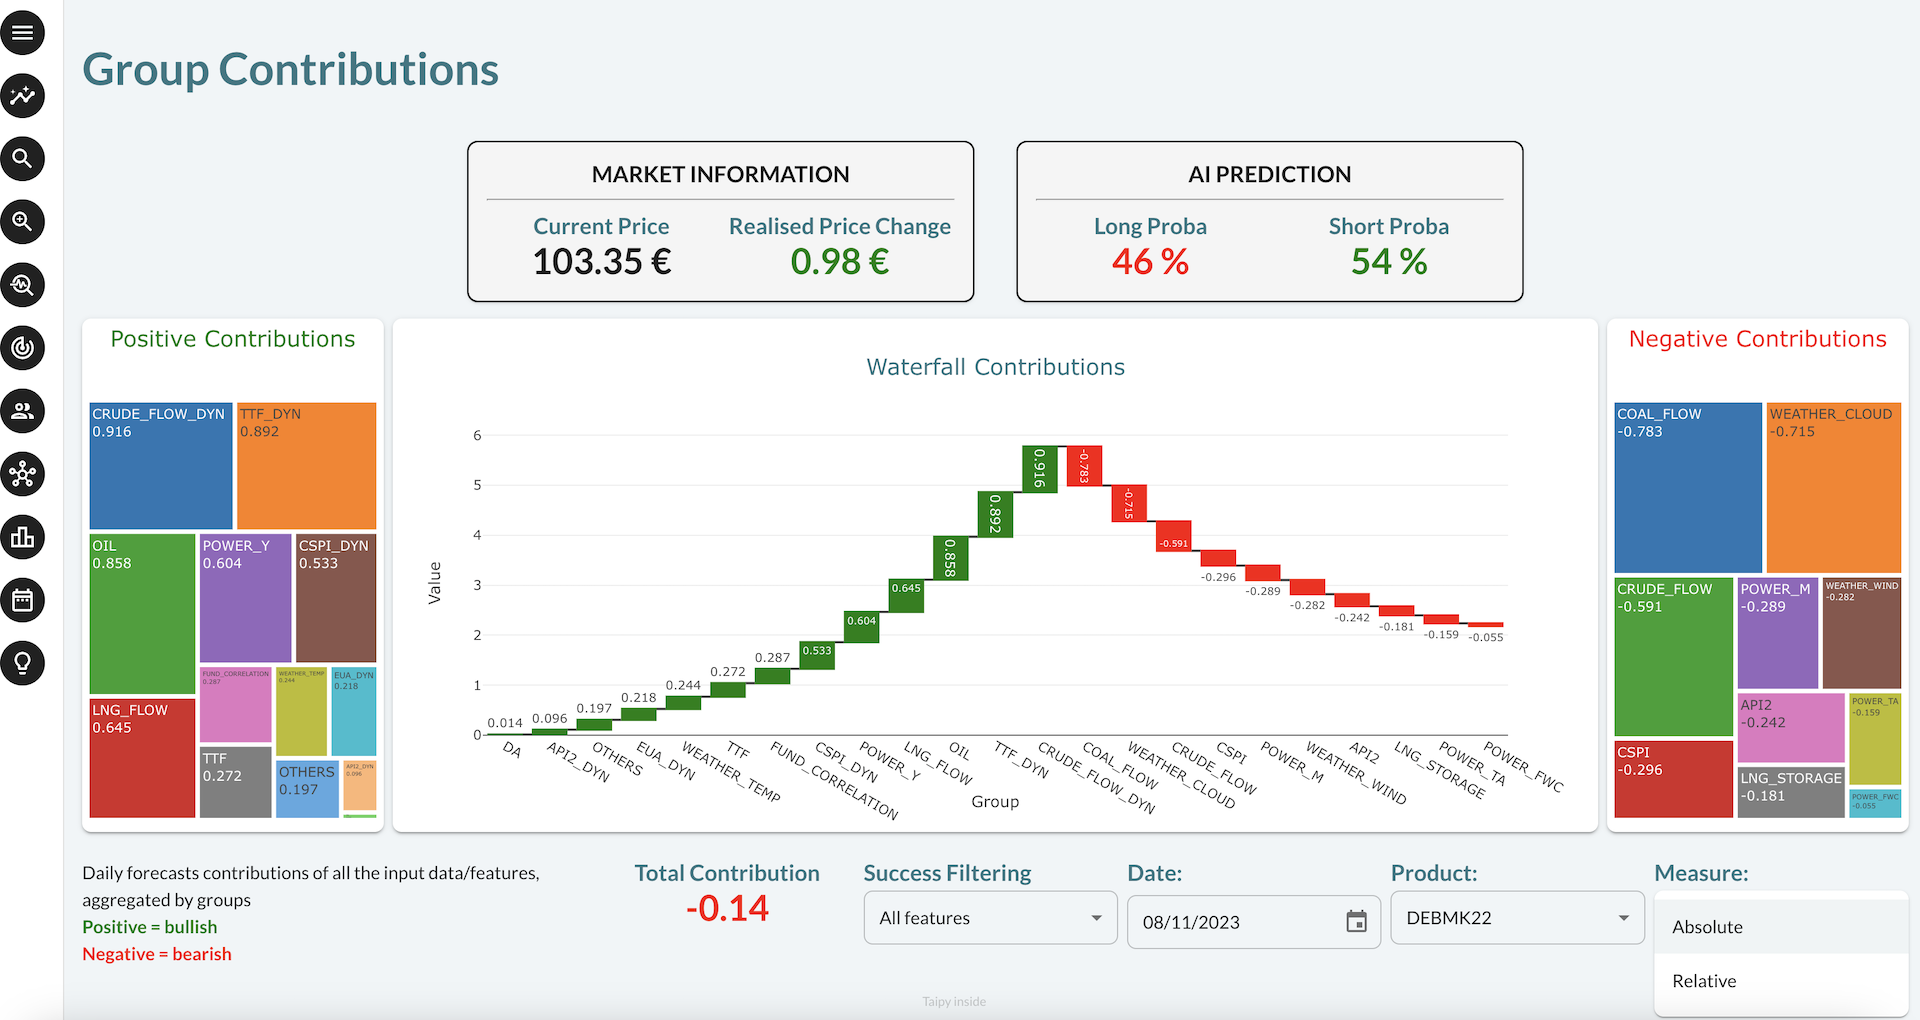 Group Contributions
MARKET INFORMATION
Current Price
Realised Price Change
103.35 €
0.98 €
AI PREDICTION
Long Proba
Short Proba
46 %
54 %
Positive Contributions
CRUDE_FLOW_DYN
0.916
TTF_DYN
0.892
OIL
0.858
POWER_Y
0.604
CSPI_DYN
0.533
LNG_FLOW
0.645
FUND_CORRELATION
0.287
WEATHER_TEMP
0.244
EUA_DYN
0.218
TTF
0.272
OTHERS
0.197
API2_DYN
0.096
Waterfall Contributions
Value
6
5
4
3
2
1
0
0.014
0.096
0.197
0.218
0.244
0.272
0.287
0.533
0.604
0.645
0.858
0.892
0.916
-0.783
-0.715
-0.591
-0.296
-0.289
-0.282
-0.242
-0.181
-0.159
-0.055
DA
API2_DYN
OTHERS
EUA_DYN
WEATHER_TEMP
TTF
FUND_CORRELATION
CSPI_DYN
POWER_Y
LNG_FLOW
OIL
TTF_DYN
CRUDE_FLOW_DYN
COAL_FLOW
WEATHER_CLOUD
CRUDE_FLOW
CSPI
POWER_M
WEATHER_WIND
API2
LNG_STORAGE
POWER_TA
POWER_FWC
Group
Negative Contributions
COAL_FLOW
-0.783
WEATHER_CLOUD
-0.715
CRUDE_FLOW
-0.591
POWER_M
-0.289
WEATHER_WIND
-0.282
CSPI
-0.296
API2
-0.242
POWER_TA
-0.159
LNG_STORAGE
-0.181
POWER_FWC
-0.055
Daily forecasts contributions of all the input data/features,
aggregated by groups
Positive = bullish
Negative = bearish
Total Contribution
-0.14
Success Filtering
All features
Date:
08/11/2023
Product:
DEBMK22
Measure:
Absolute
Relative
Taipy inside